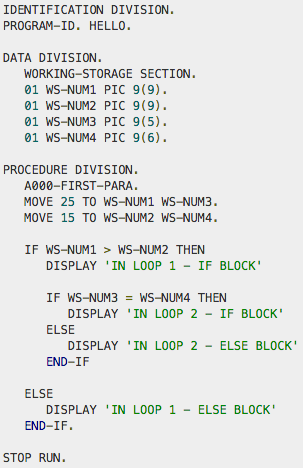 IDENTIFICATION DIVISION.
PROGRAM-ID. HELLO.

DATA DIVISION.
   WORKING-STORAGE SECTION.
   01 WS-NUM1 PIC 9(9).
   01 WS-NUM2 PIC 9(9).
   01 WS-NUM3 PIC 9(5).
   01 WS-NUM4 PIC 9(6).

PROCEDURE DIVISION.
   A000-FIRST-PARA.
   MOVE 25 TO WS-NUM1 WS-NUM3.
   MOVE 15 TO WS-NUM2 WS-NUM4.

   IF WS-NUM1 > WS-NUM2 THEN
      DISPLAY 'IN LOOP 1 - IF BLOCK'

      IF WS-NUM3 = WS-NUM4 THEN
         DISPLAY 'IN LOOP 2 - IF BLOCK'
      ELSE
         DISPLAY 'IN LOOP 2 - ELSE BLOCK'
      END-IF

   ELSE
      DISPLAY 'IN LOOP 1 - ELSE BLOCK'
   END-IF.

STOP RUN.